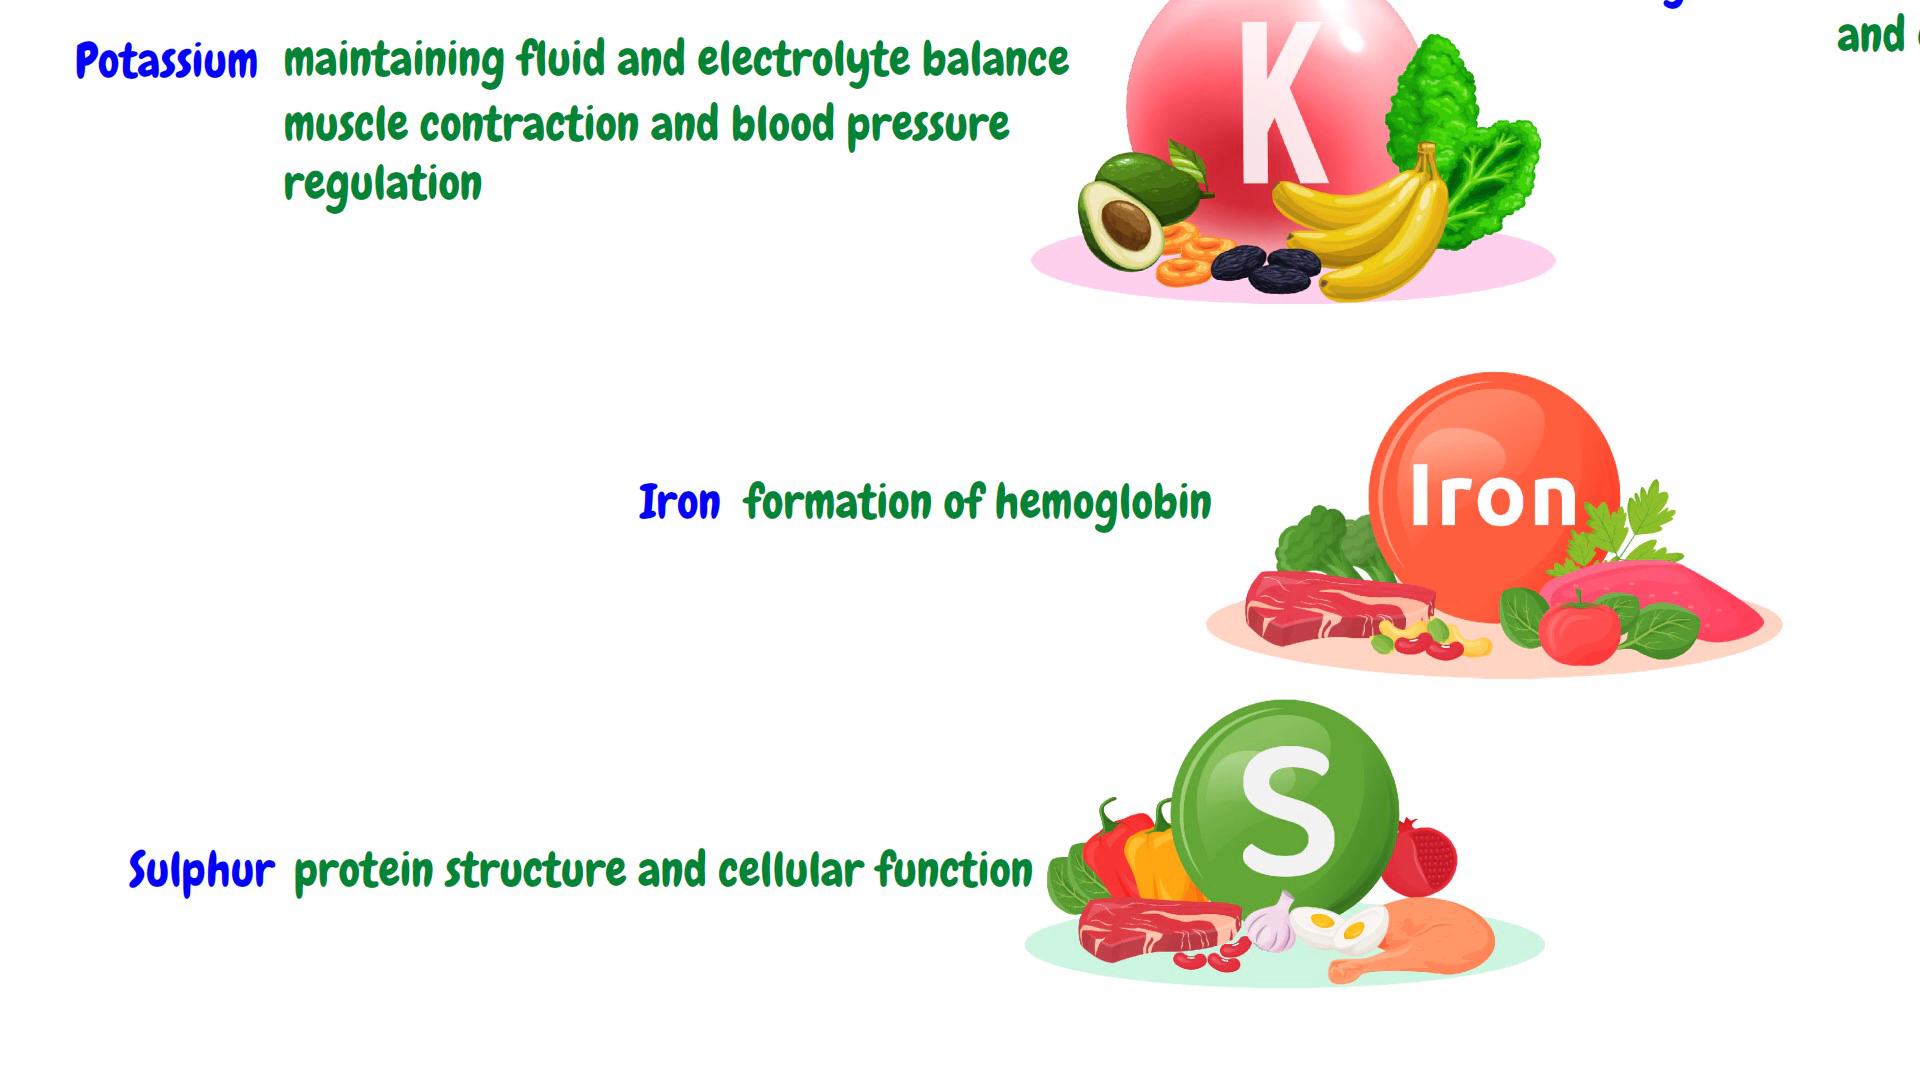 Potassium maintaining fluid and electrolyte balance
muscle contraction and blood pressure
regulation
K
and
Iron formation of hemoglobin
Iron
S
Sulphur protein structure and cellular function